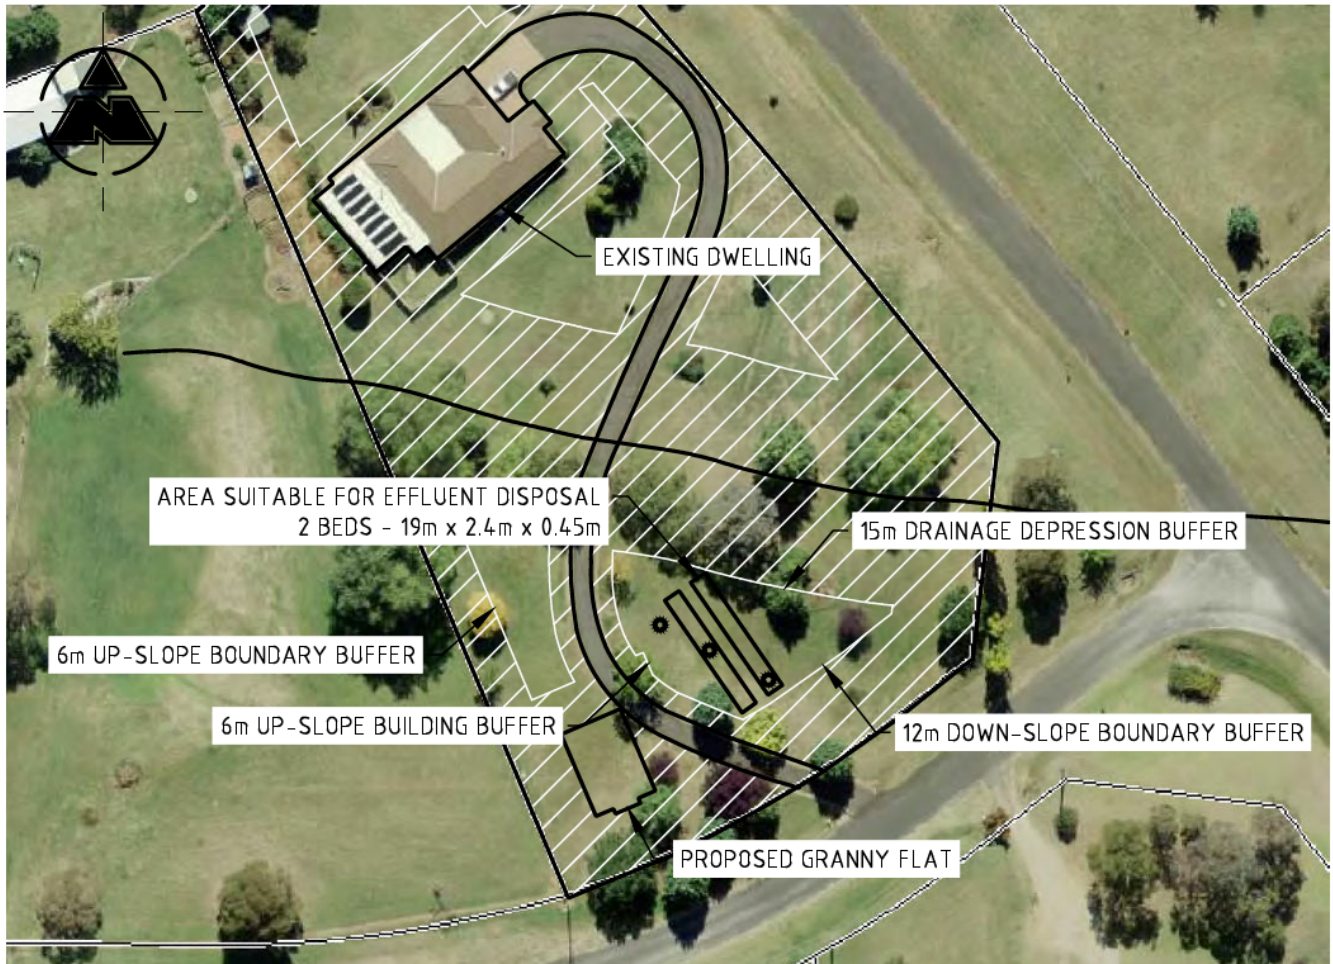 N
EXISTING DWELLING
AREA SUITABLE FOR EFFLUENT DISPOSAL
2 BEDS - 19m x 2.4m x 0.45m
15m DRAINAGE DEPRESSION BUFFER
6m UP-SLOPE BOUNDARY BUFFER
6m UP-SLOPE BUILDING BUFFER
12m DOWN-SLOPE BOUNDARY BUFFER
PROPOSED GRANNY FLAT